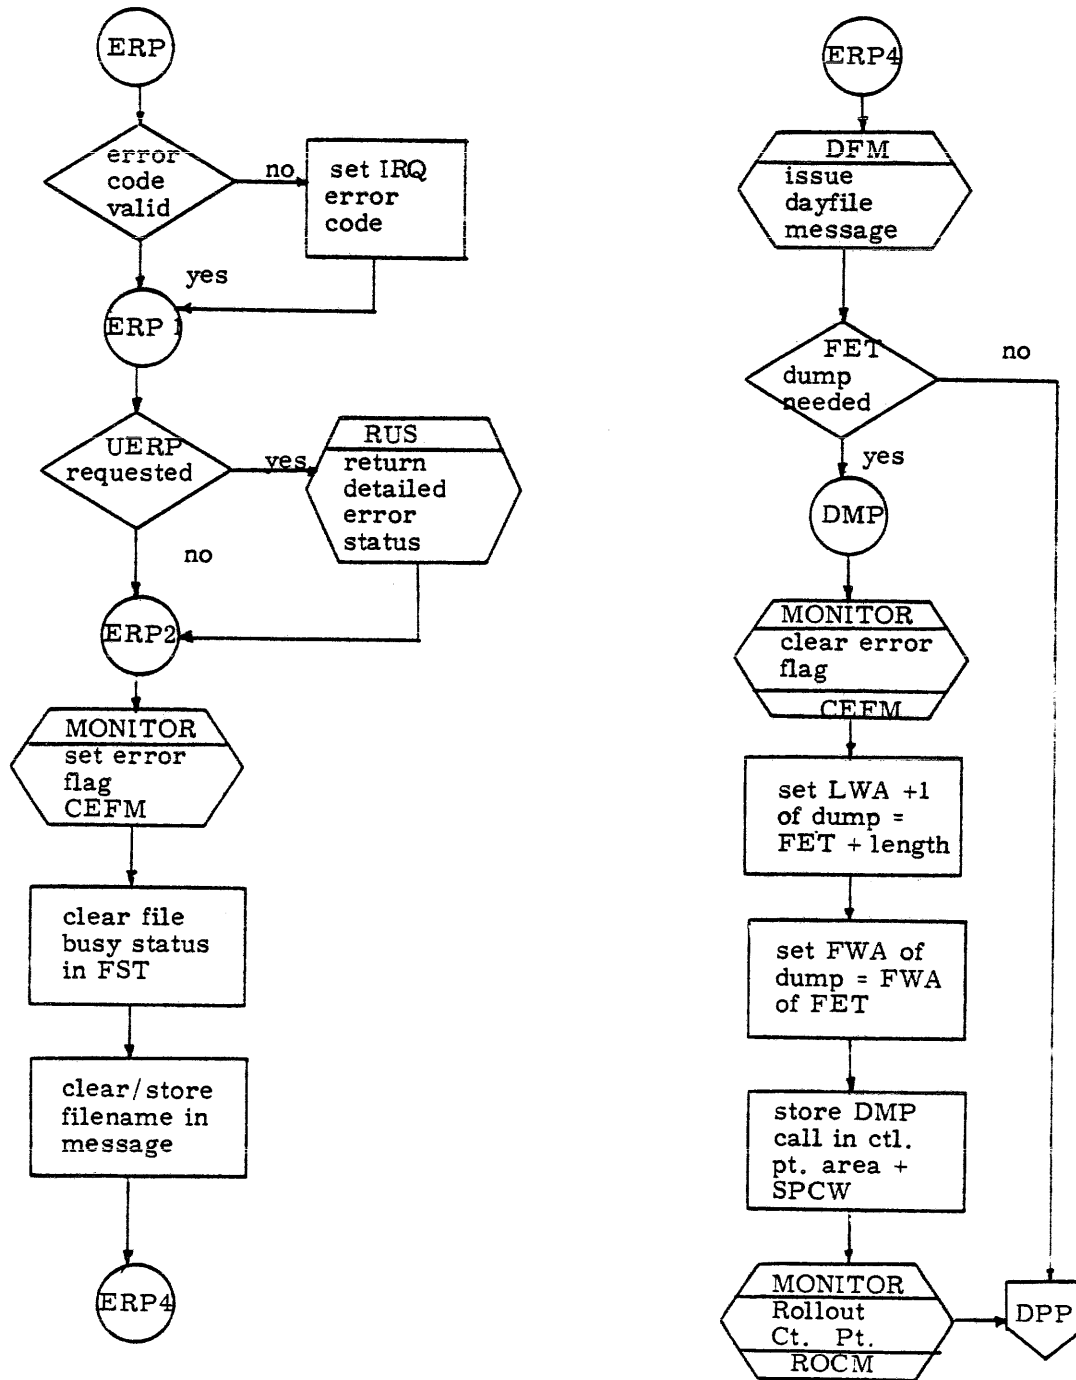 ERP
error
code
valid
no
set IRQ
error
code
yes
ERP 1
UERP
requested
yes
RUS
return
detailed
error
status
no
ERP2
MONITOR
set error
flag
CEFM
clear file
busy status
in FST
clear/store
filename in
message
ERP4
ERP4
DFM
issue
dayfile
message
FET
dump
needed
no
yes
DMP
MONITOR
clear error
flag
CEFM
set LWA +1
of dump =
FET + length
set FWA of
dump = FWA
of FET
store DMP
call in ctl.
pt. area +
SPCW
MONITOR
Rollout
Ct. Pt.
ROCM
DPP